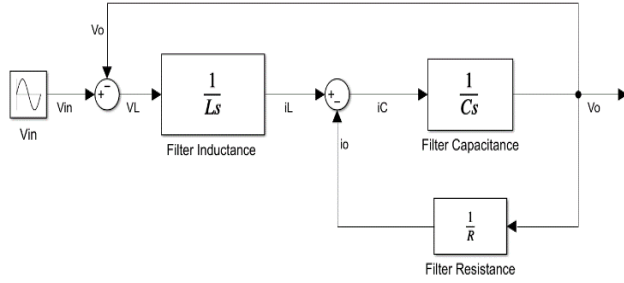 Vo
Vin
Vin
+
−
VL
1
Ls
Filter Inductance
iL
+
−
iC
io
1
Cs
Filter Capacitance
Vo
1
R
Filter Resistance